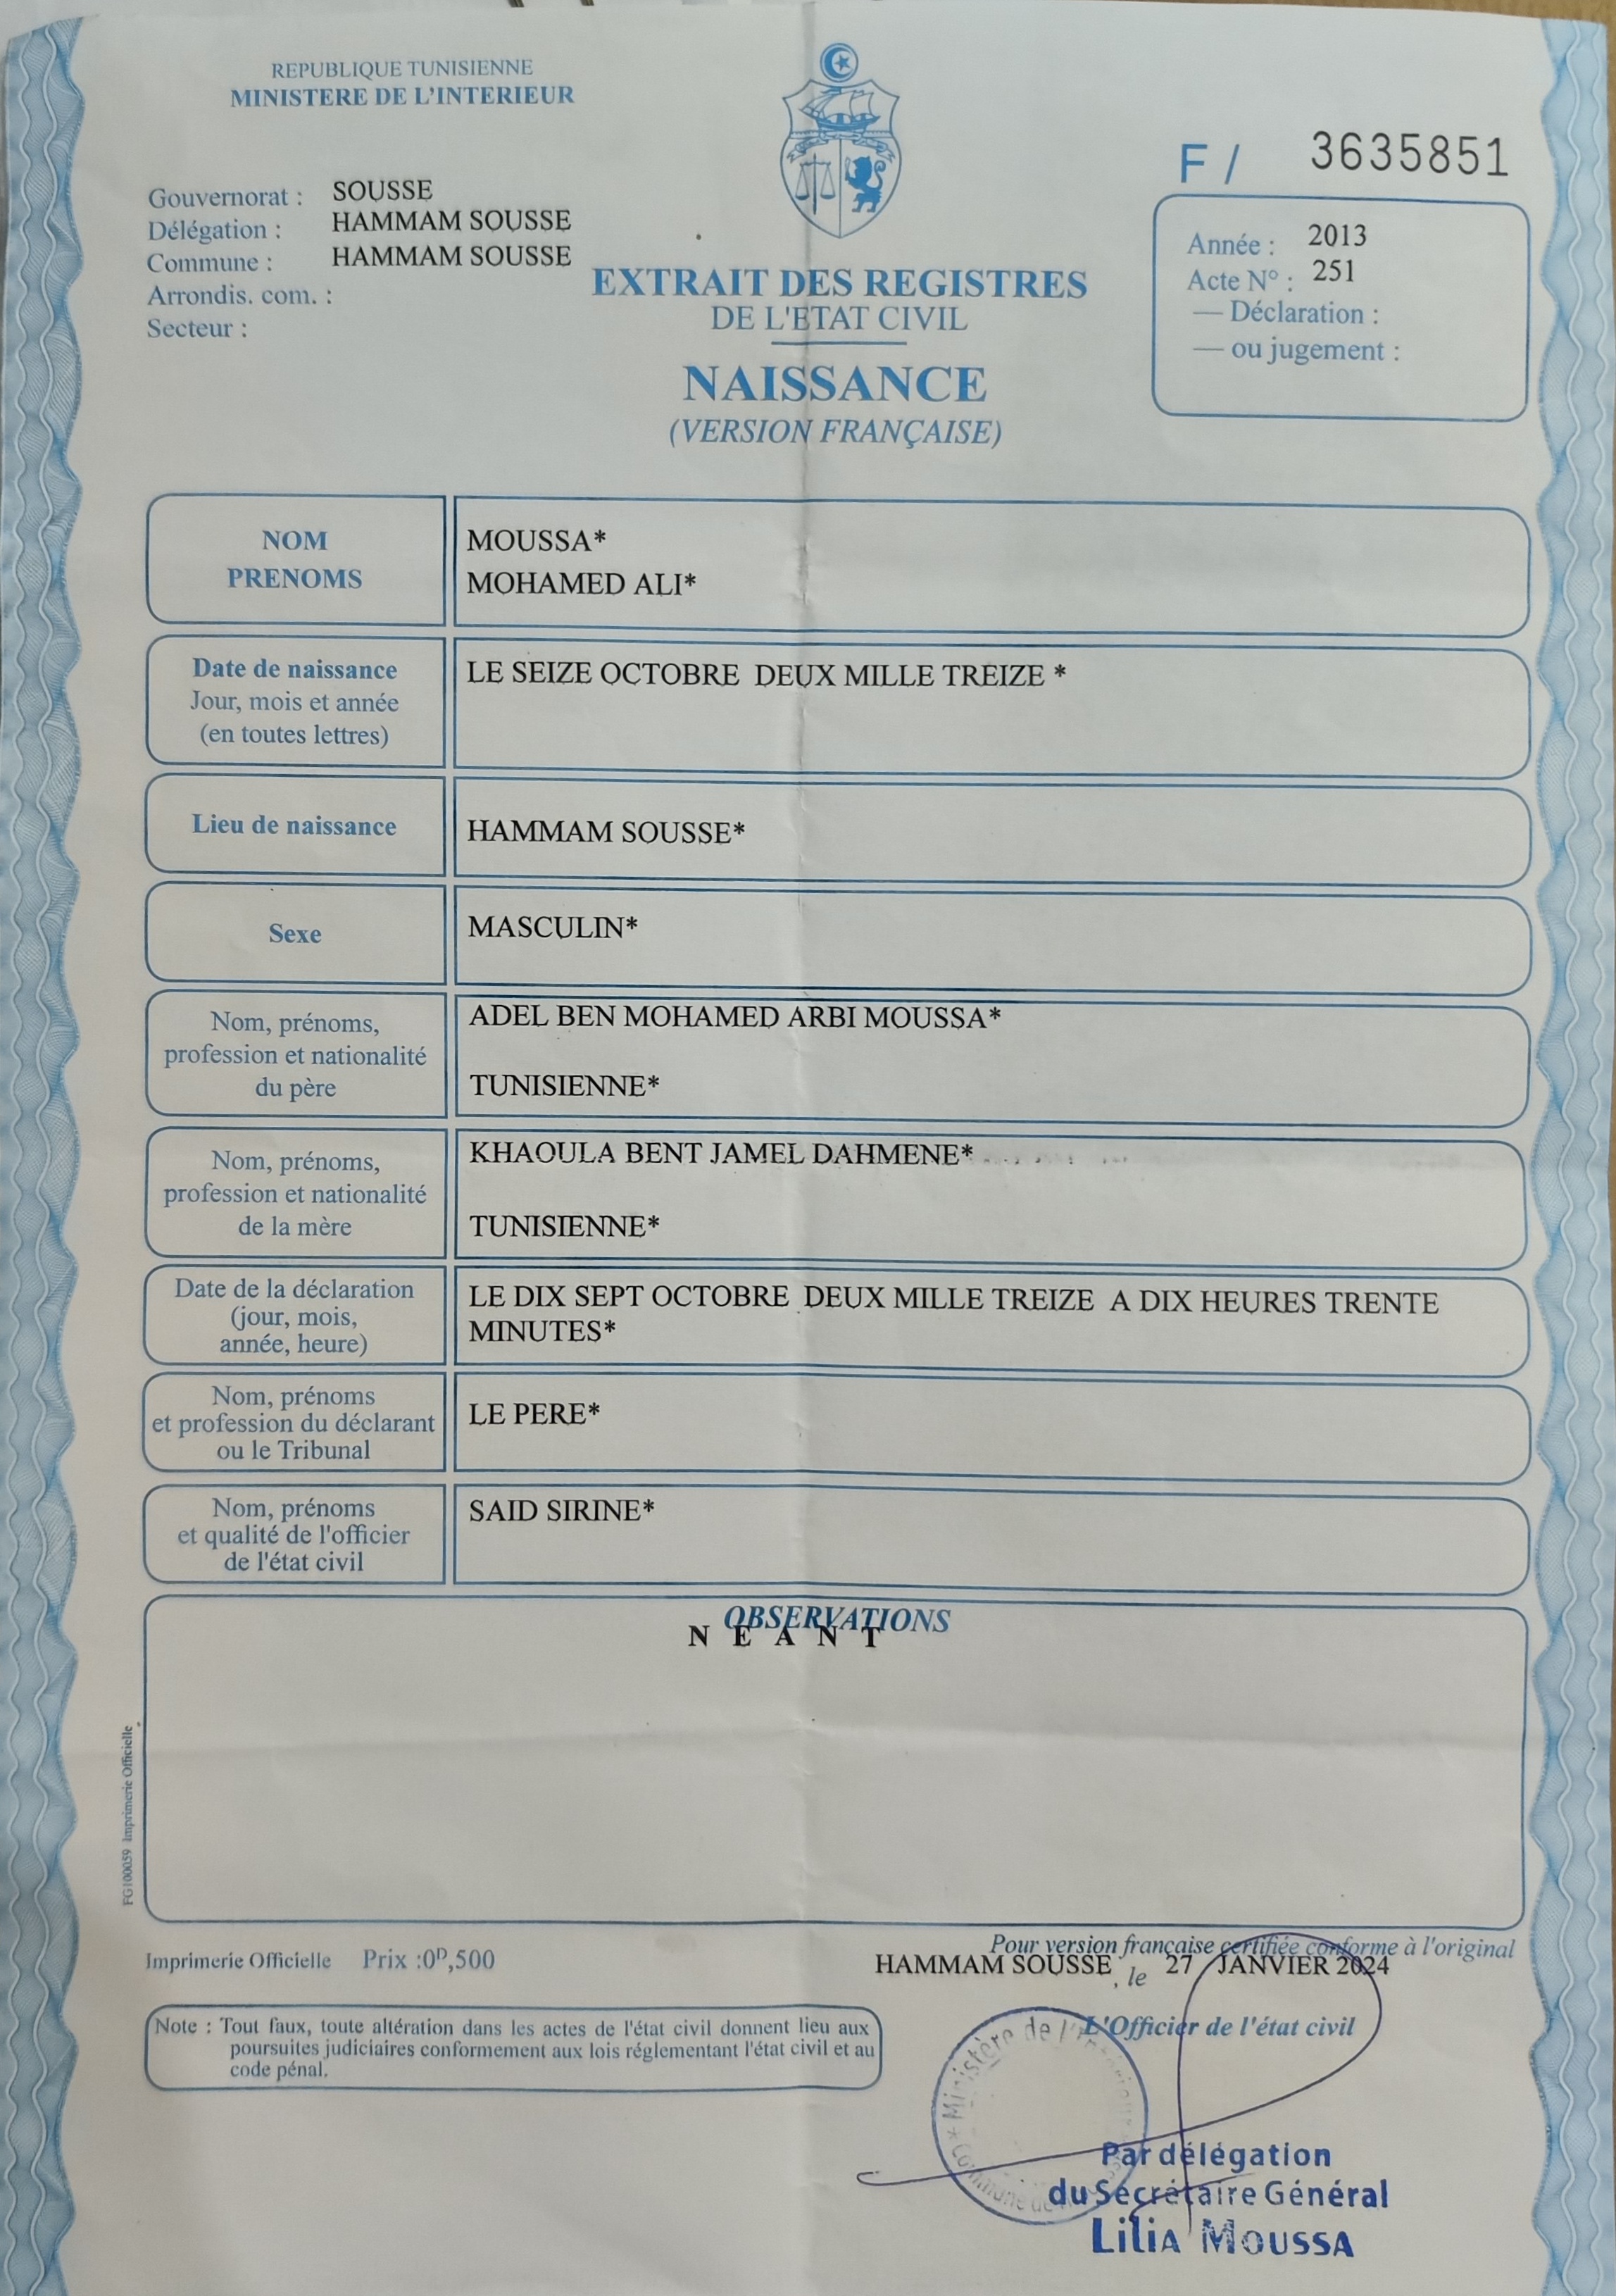 REPUBLIQUE TUNISIENNE
MINISTERE DE L'INTERIEUR
F / 3635851
Gouvernorat : SOUSSE
Délégation : HAMMAM SOUSSE
Commune : HAMMAM SOUSSE
Arrondis. com. :
Secteur :
Année : 2013
Acte N° : 251
— Déclaration :
— ou jugement :
EXTRAIT DES REGISTRES
DE L'ETAT CIVIL
NAISSANCE
(VERSION FRANÇAISE)
NOM
PRENOMS
MOUSSA*
MOHAMED ALI*
Date de naissance
Jour, mois et année
(en toutes lettres)
LE SEIZE OCTOBRE DEUX MILLE TREIZE *
Lieu de naissance
HAMMAM SOUSSE*
Sexe
MASCULIN*
Nom, prénoms,
profession et nationalité
du père
ADEL BEN MOHAMED ARBI MOUSSA*
TUNISIENNE*
Nom, prénoms,
profession et nationalité
de la mère
KHAOULA BENT JAMEL DAHMENE*
TUNISIENNE*
Date de la déclaration
(jour, mois,
année, heure)
LE DIX SEPT OCTOBRE DEUX MILLE TREIZE A DIX HEURES TRENTE
MINUTES*
Nom, prénoms
et profession du déclarant
ou le Tribunal
LE PERE*
Nom, prénoms
et qualité de l'officier
de l'état civil
SAID SIRINE*
OBSERVATIONS
N E A N T
FG100059 Imprimerie Officielle
Imprimerie Officielle Prix :0ᴰ,500
Pour version française certifiée conforme à l'original
HAMMAM SOUSSE, le 27 JANVIER 2024
L'Officier de l'état civil
Note : Tout faux, toute altération dans les actes de l'état civil donnent lieu aux
poursuites judiciaires conformement aux lois réglementant l'état civil et au
code pénal.
* Ministère de l'
Commune de
Par délégation
du Secrétaire Général
Lilia Moussa